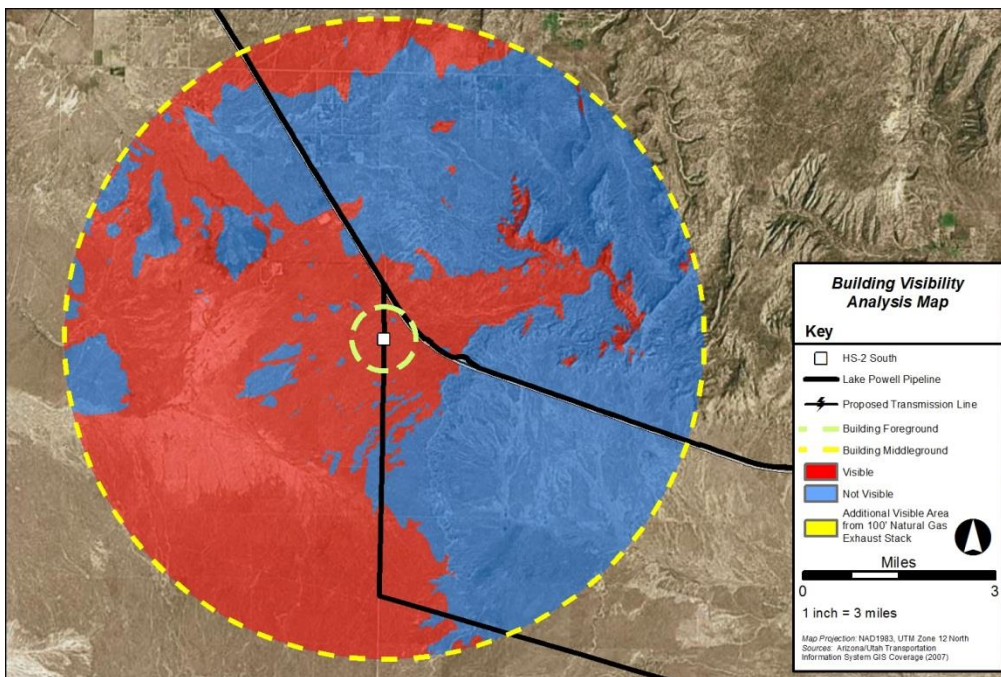 Building Visibility
Analysis Map
Key
HS-2 South
Lake Powell Pipeline
Proposed Transmission Line
Building Foreground
Building Middleground
Visible
Not Visible
Additional Visible Area
from 100' Natural Gas
Exhaust Stack
Miles
0 3
1 inch = 3 miles
Map Projection: NAD1983, UTM Zone 12 North
Sources: Arizona/Utah Transportation
Information System GIS Coverage (2007)